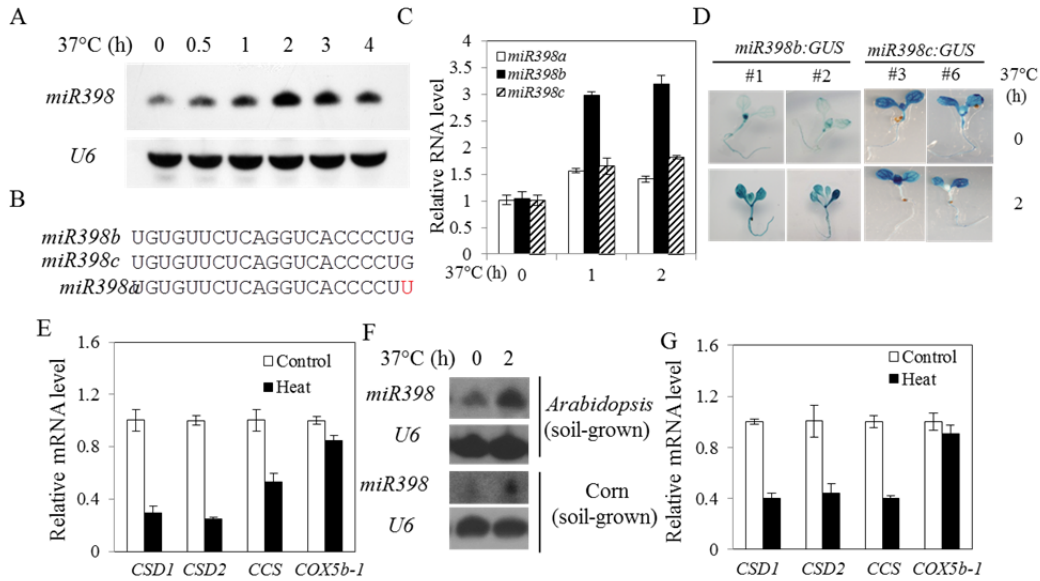 A
37°C (h) 0 0.5 1 2 3 4
miR398
U6
B
miR398b UGUGUUCUCAGGUCACCCCUG
miR398c UGUGUUCUCAGGUCACCCCUG
miR398a UGUGUUCUCAGGUCACCCCUU
C
Relative RNA level
4
3.5
3
2.5
2
1.5
1
0.5
0
miR398a
miR398b
miR398c
37°C (h) 0 1 2
D
miR398b:GUS miR398c:GUS
#1 #2 #3 #6 37°C
(h)
0
2
E
Relative mRNA level
1.6
1.2
0.8
0.4
0
Control
Heat
CSD1 CSD2 CCS COX5b-1
F
37°C (h) 0 2
miR398
U6
Arabidopsis
(soil-grown)
miR398
U6
Corn
(soil-grown)
G
Relative mRNA level
1.6
1.2
0.8
0.4
0
Control
Heat
CSD1 CSD2 CCS COX5b-1